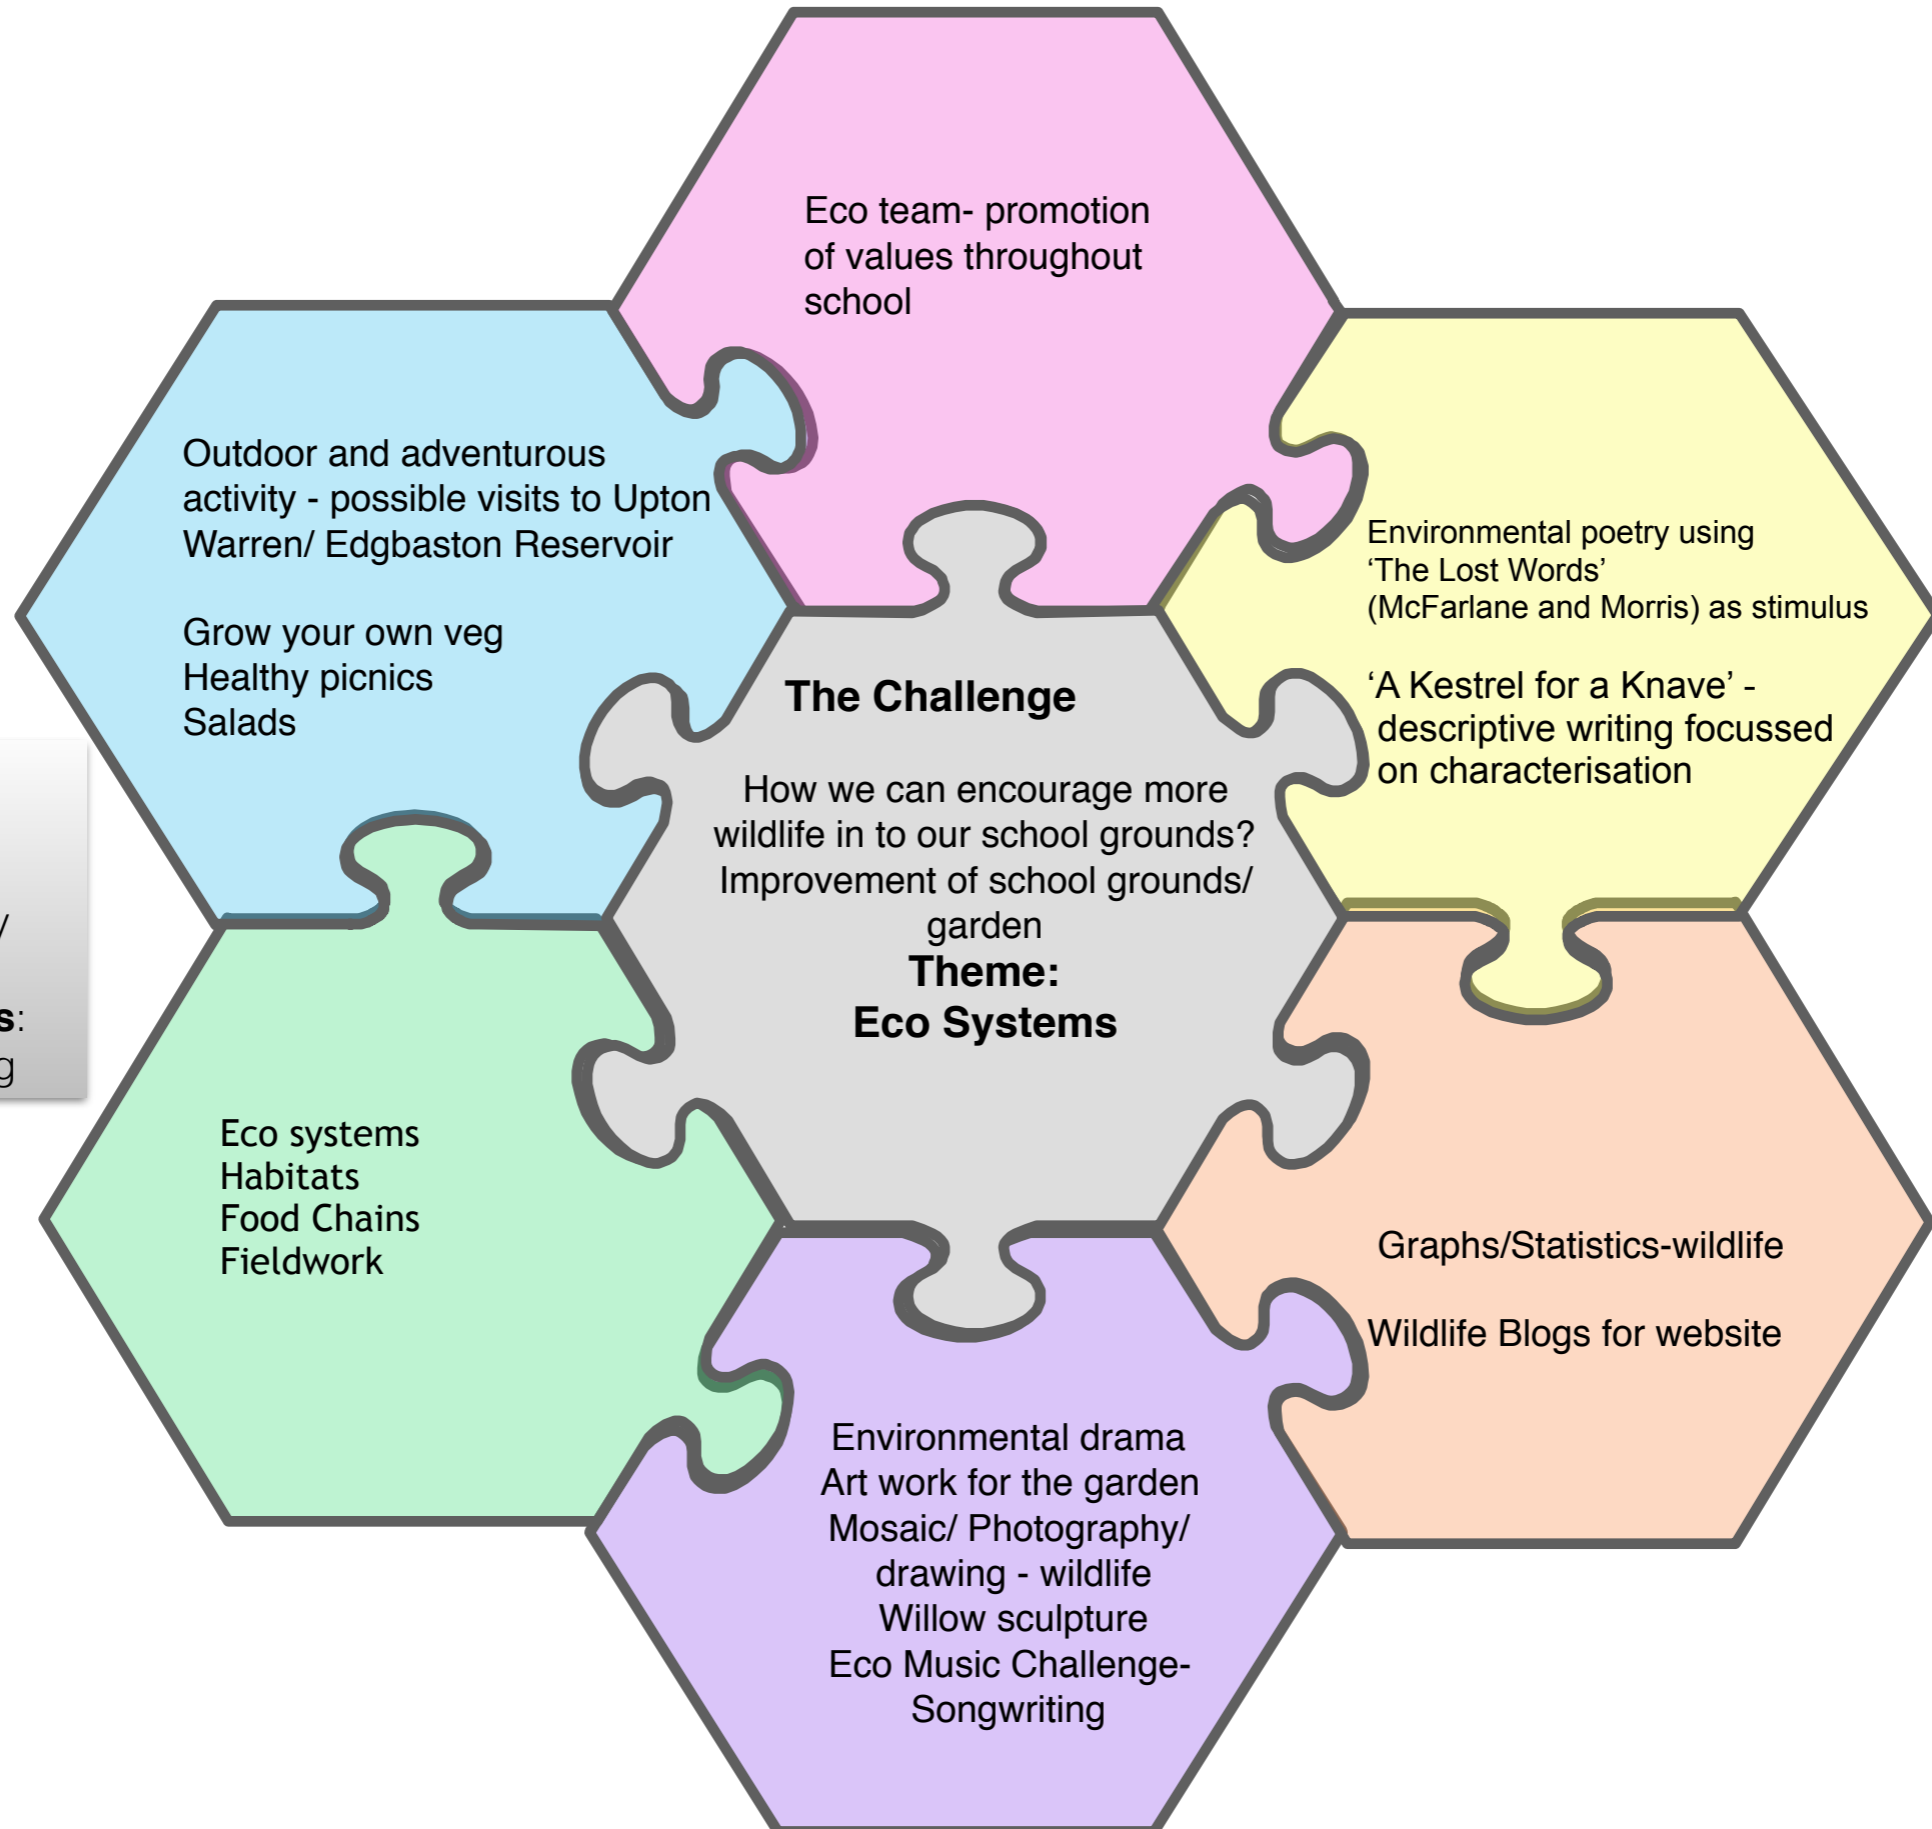 Eco team- promotion
of values throughout
school
Outdoor and adventurous
activity - possible visits to Upton
Warren/ Edgbaston Reservoir
Grow your own veg
Healthy picnics
Salads
Environmental poetry using
‘The Lost Words’
(McFarlane and Morris) as stimulus
‘A Kestrel for a Knave’ -
descriptive writing focussed
on characterisation
The Challenge
How we can encourage more
wildlife in to our school grounds?
Improvement of school grounds/
garden
Theme:
Eco Systems
Eco systems
Habitats
Food Chains
Fieldwork
Graphs/Statistics-wildlife
Wildlife Blogs for website
Environmental drama
Art work for the garden
Mosaic/ Photography/
drawing - wildlife
Willow sculpture
Eco Music Challenge-
Songwriting